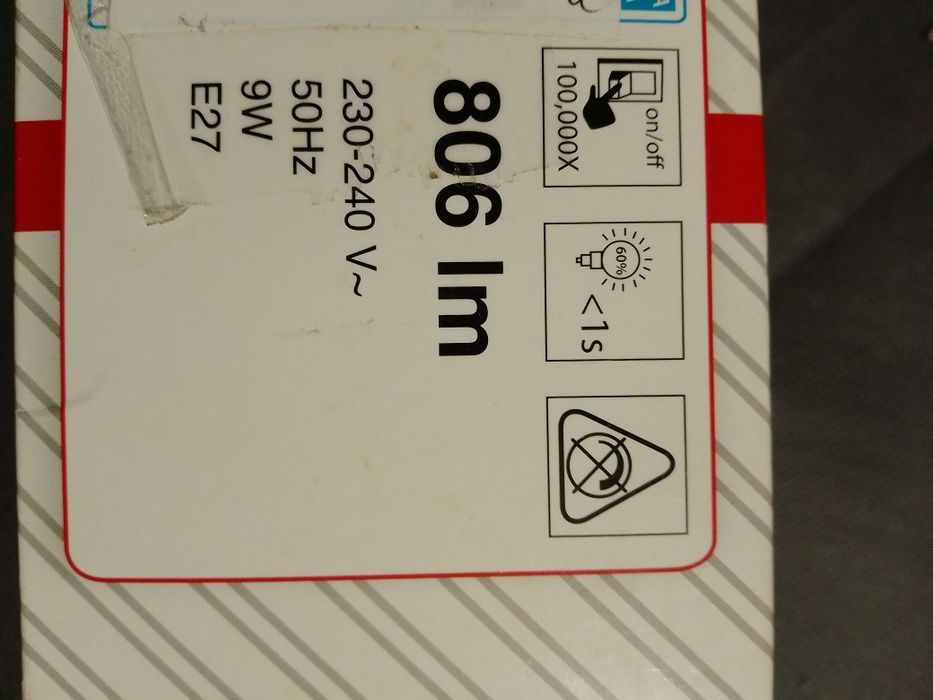 on/off
100,000X
60%
<1s
806 lm
230-240 V~
50Hz
9W
E27